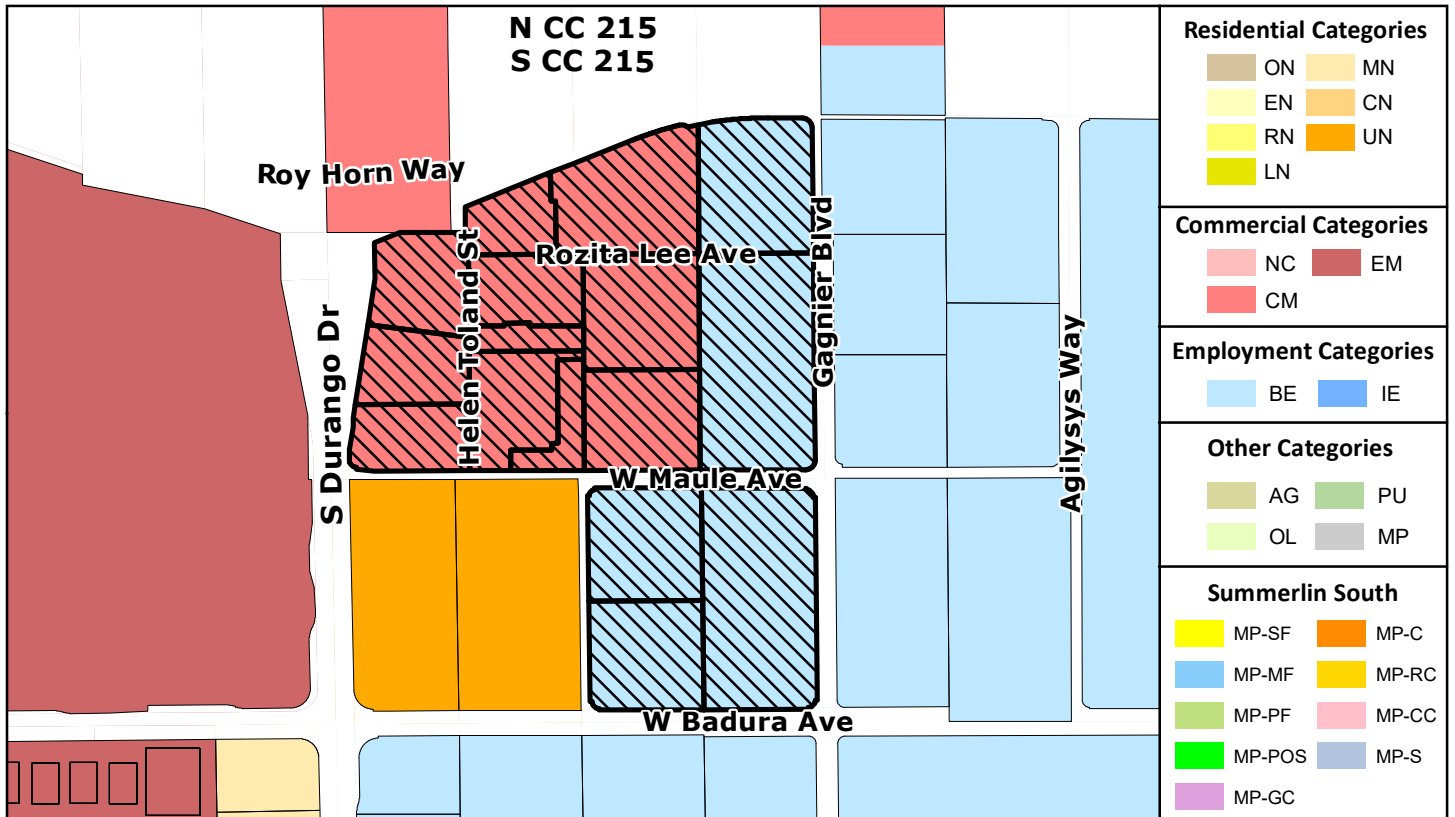 N CC 215
S CC 215
Roy Horn Way
Rozita Lee Ave
Helen Toland St
Gagnier Blvd
S Durango Dr
Agilysys Way
W Maule Ave
W Badura Ave
Residential Categories
ON MN
EN CN
RN UN
LN
Commercial Categories
NC EM
CM
Employment Categories
BE IE
Other Categories
AG PU
OL MP
Summerlin South
MP-SF MP-C
MP-MF MP-RC
MP-PF MP-CC
MP-POS MP-S
MP-GC